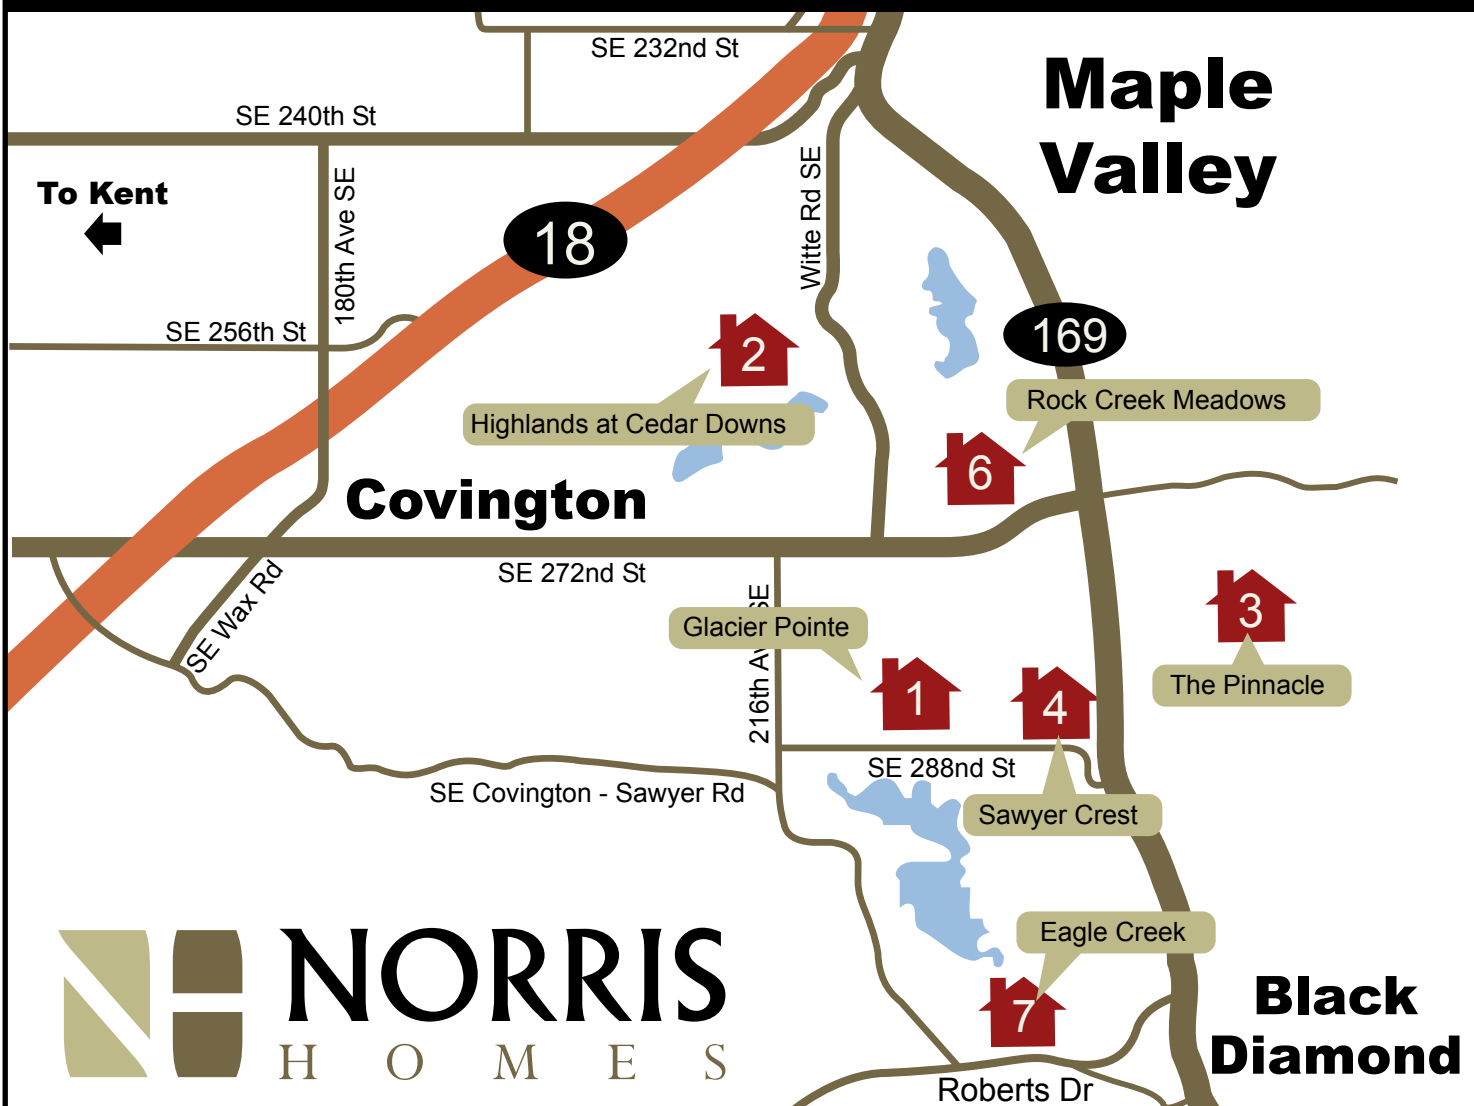 SE 232nd St
Maple
Valley
SE 240th St
To Kent
180th Ave SE
Witte Rd SE
18
SE 256th St
169
2
Rock Creek Meadows
Highlands at Cedar Downs
6
Covington
SE 272nd St
SE Wax Rd
216th Ave SE
Glacier Pointe
3
The Pinnacle
1
4
SE 288nd St
SE Covington - Sawyer Rd
Sawyer Crest
Eagle Creek
7
NORRIS
HOMES
Black
Diamond
Roberts Dr